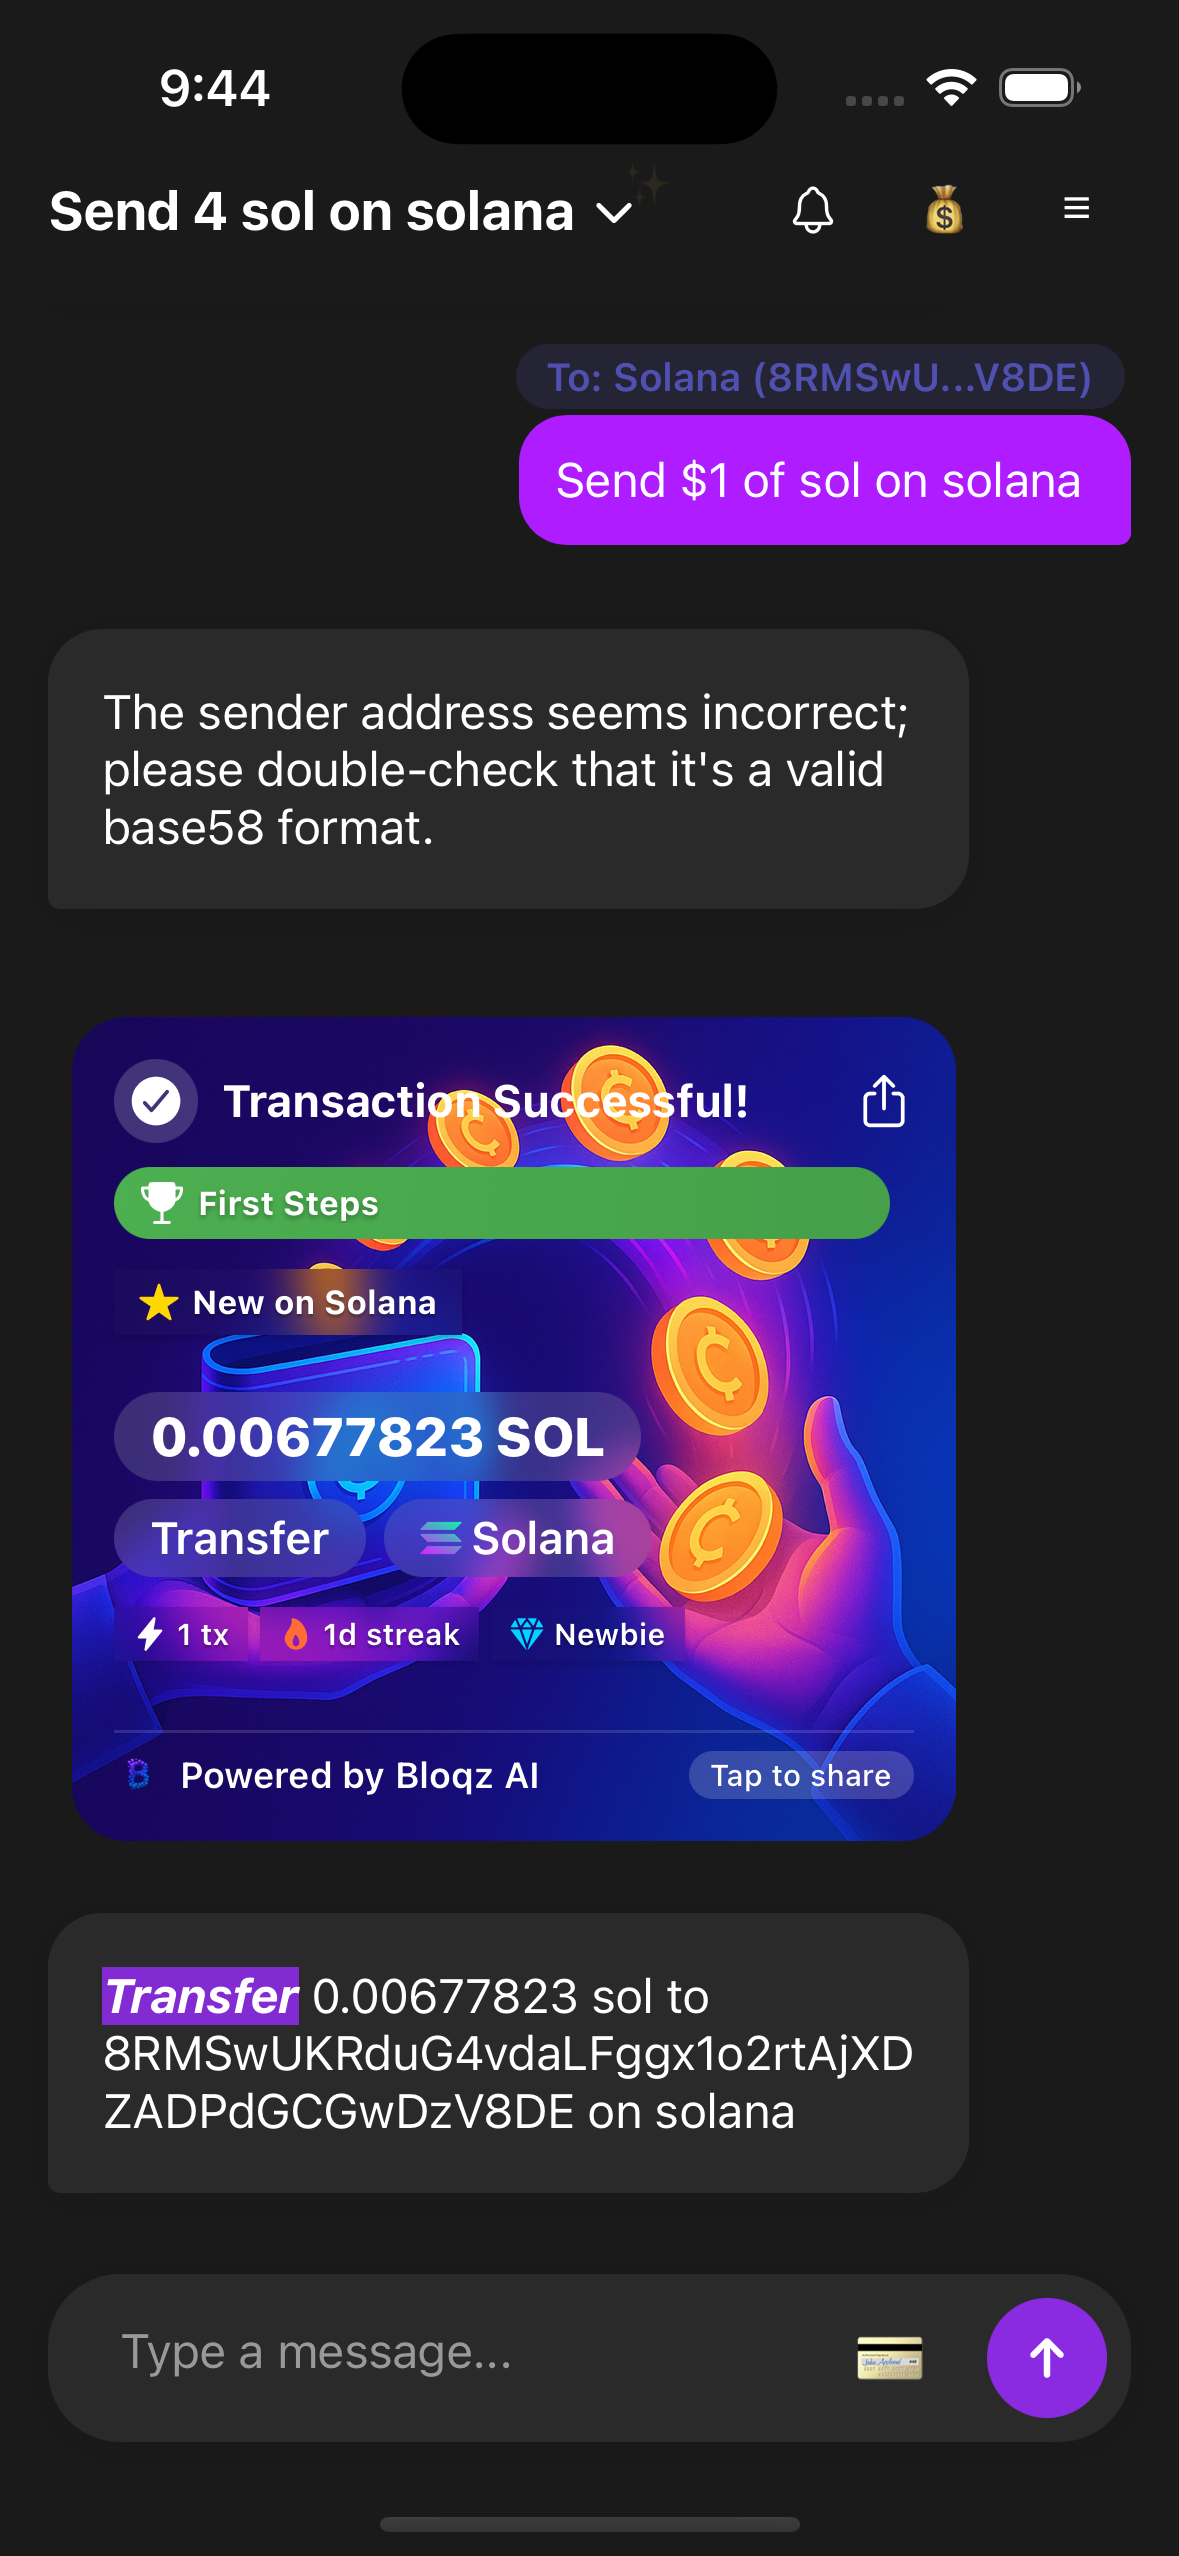 9:44
Send 4 sol on solana
To: Solana (8RMSwU...V8DE)
Send $1 of sol on solana
The sender address seems incorrect;
please double-check that it's a valid
base58 format.
Transaction Successful!
First Steps
New on Solana
0.00677823 SOL
Transfer
Solana
1 tx
1d streak
Newbie
Powered by Bloqz AI
Tap to share
Transfer 0.00677823 sol to
8RMSwUKRduG4vdaLFggx1o2rtAjXD
ZADPdGCGwDzV8DE on solana
Type a message...